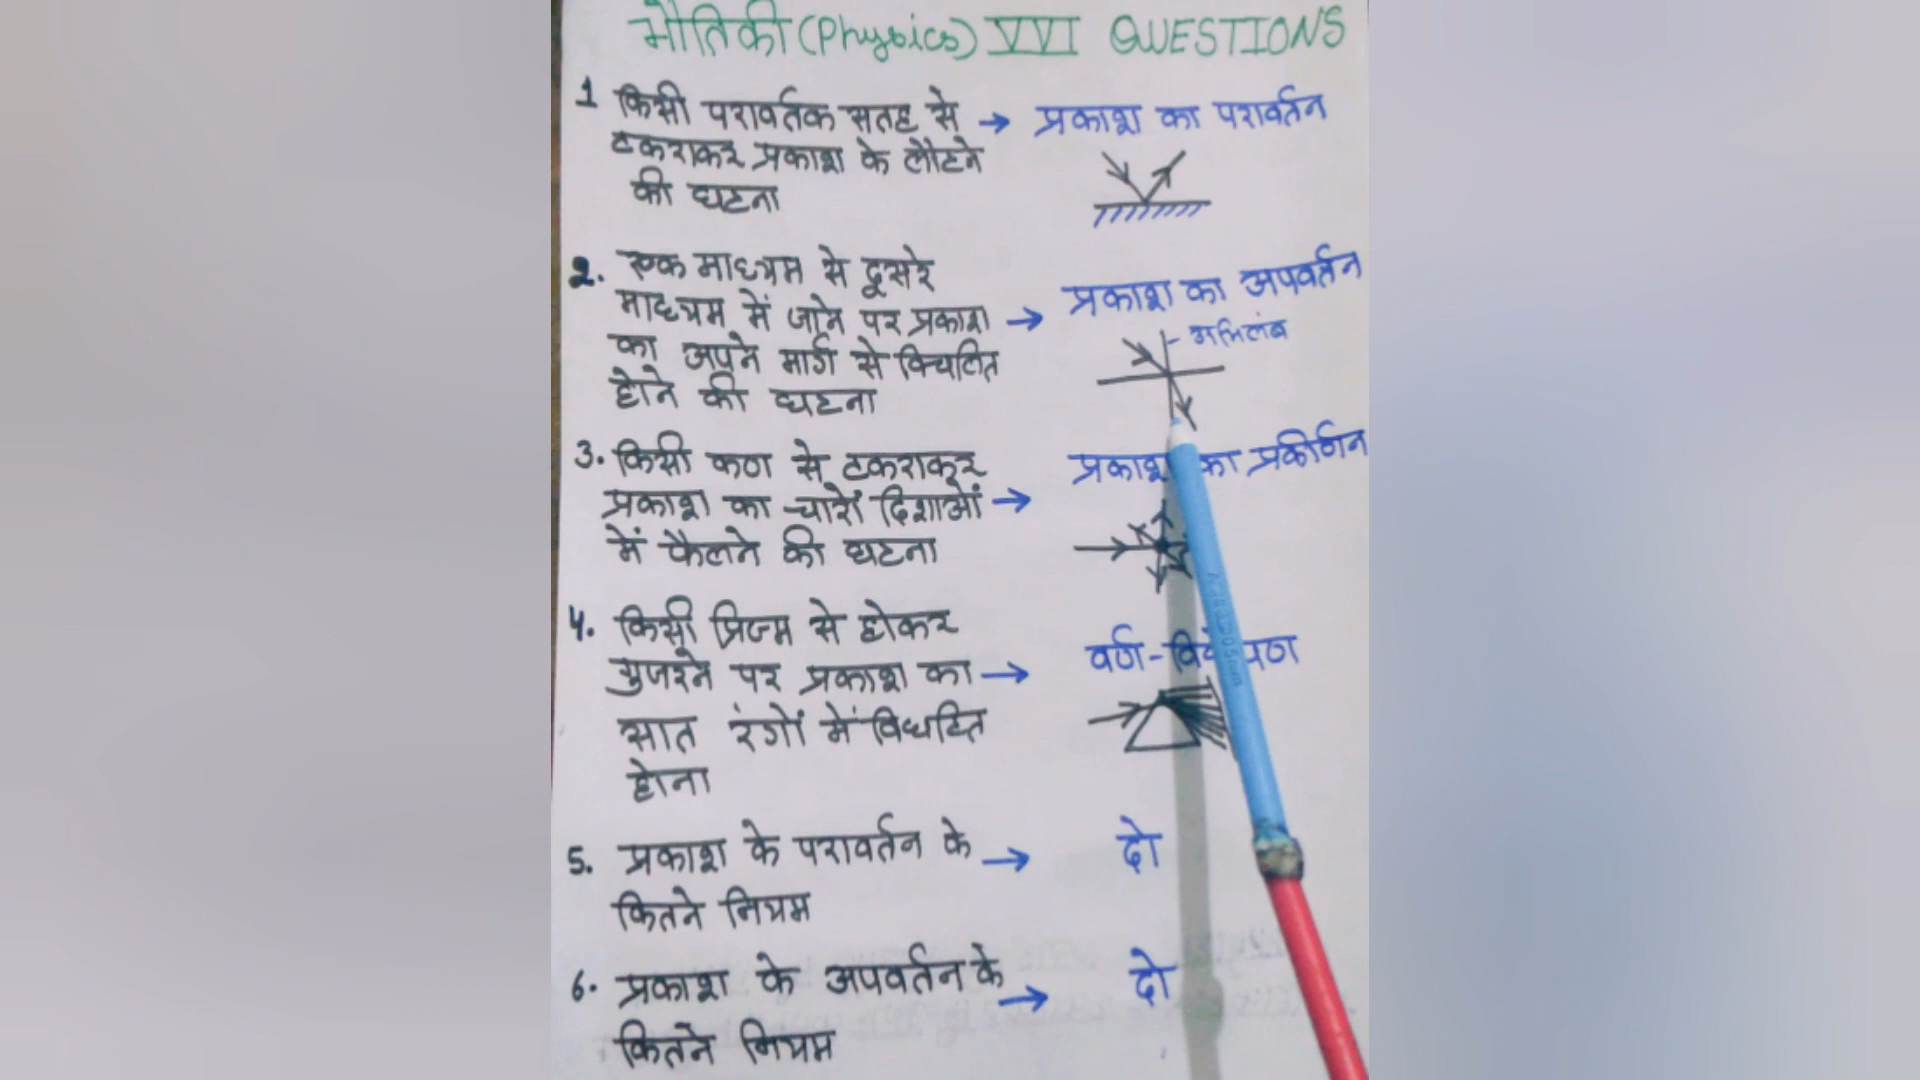 भौतिकी (Physics) VVI QUESTIONS
1 किसी परावर्तक सतह से → प्रकाश का परावर्तन
टकराकर प्रकाश के लौटने
की घटना
2. एक माध्यम से दूसरे
माध्यम में जाने पर प्रकाश → प्रकाश का अपवर्तन
का अपने मार्ग से विचलित
होने की घटना
- अभिलंब
3. किसी कण से टकराकर
प्रकाश का चारों दिशाओं → प्रकाश का प्रकीर्णन
में फैलने की घटना
4. किसी प्रिज्म से होकर
गुजरने पर प्रकाश का → वर्ण-
सात रंगों में विघटित
होना
5. प्रकाश के परावर्तन के → दो
कितने नियम
6. प्रकाश के अपवर्तन के → दो
कितने नियम